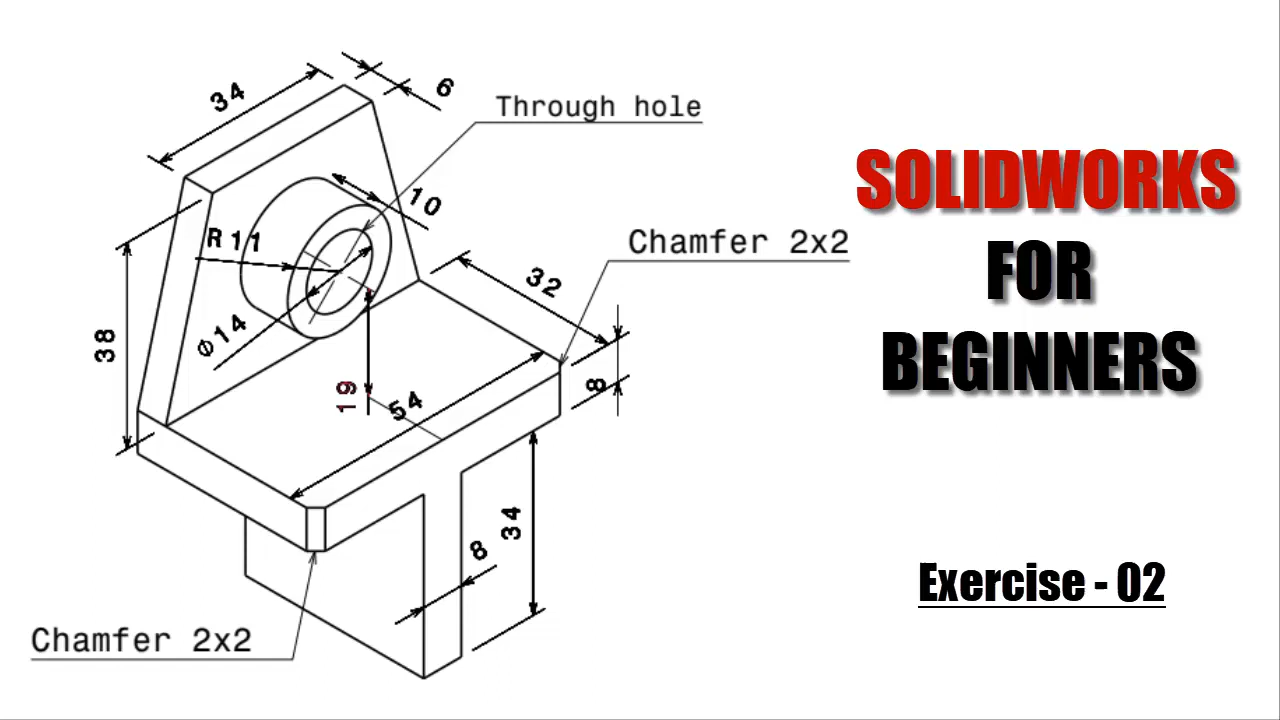 34
6
Through hole
10
R11
Chamfer 2x2
32
SOLIDWORKS
FOR
BEGINNERS
38
Φ14
8
19
54
34
8
Exercise - 02
Chamfer 2x2